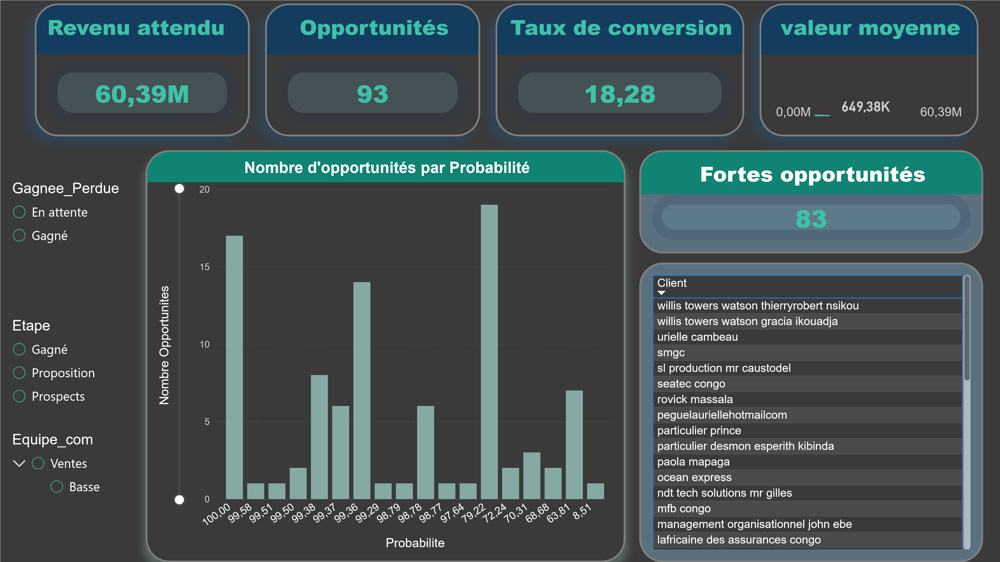 Revenu attendu
60,39M
Opportunités
93
Taux de conversion
18,28
valeur moyenne
0,00M
649,38K
60,39M
Gagnee_Perdue
En attente
Gagné
Etape
Gagné
Proposition
Prospects
Equipe_com
Ventes
Basse
Nombre d'opportunités par Probabilité
Nombre Opportunites
20
15
10
5
0
100,00
99,58
99,51
99,50
99,38
99,37
99,36
99,29
98,79
98,78
98,77
97,64
79,22
72,24
70,31
68,68
63,81
8,51
Probabilite
Fortes opportunités
83
Client
willis towers watson thierryrobert nsikou
willis towers watson gracia ikouadja
urielle cambeau
smgc
sl production mr caustodel
seatec congo
rovick massala
peguelauriellehotmailcom
particulier prince
particulier desmon esperith kibinda
paola mapaga
ocean express
ndt tech solutions mr gilles
mfb congo
management organisationnel john ebe
lafricaine des assurances congo